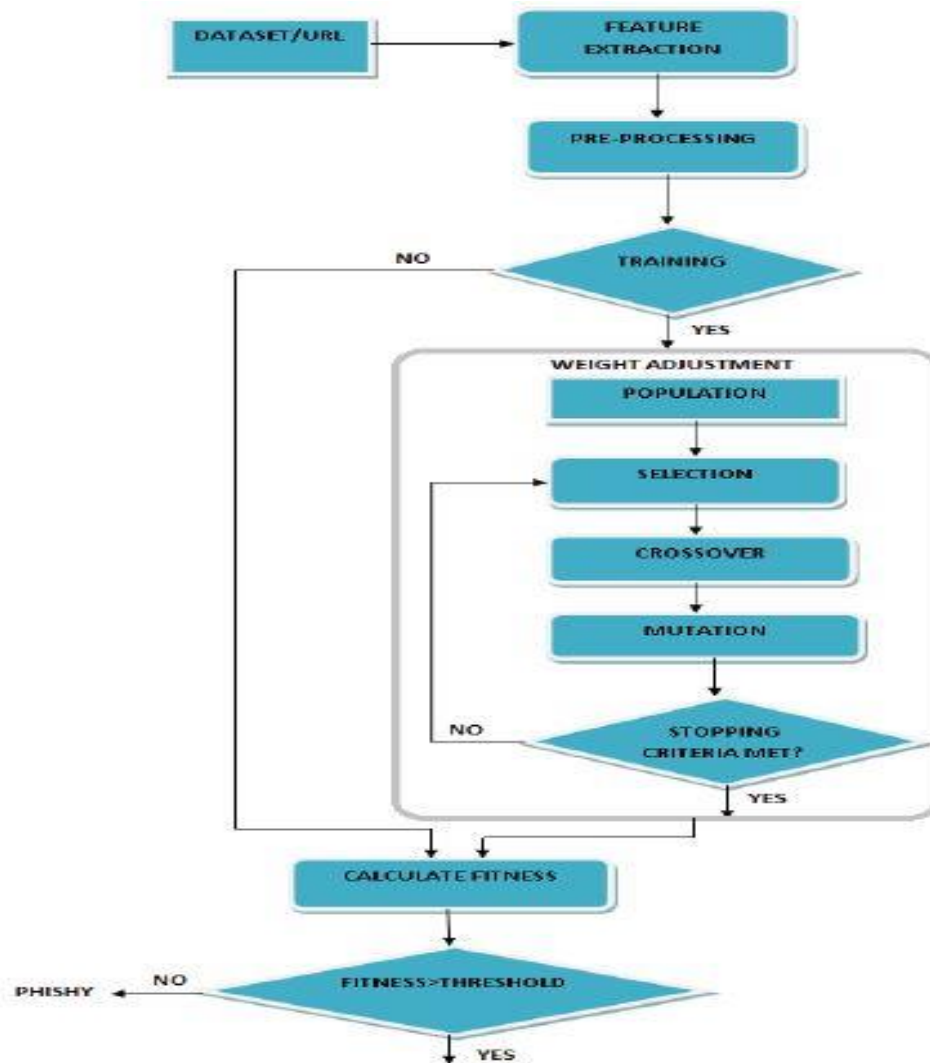 DATASET/URL
FEATURE
EXTRACTION
PRE-PROCESSING
TRAINING
NO
YES
WEIGHT ADJUSTMENT
POPULATION
SELECTION
CROSSOVER
MUTATION
STOPPING
CRITERIA MET?
NO
YES
CALCULATE FITNESS
FITNESS>THRESHOLD
NO
PHISHY
YES